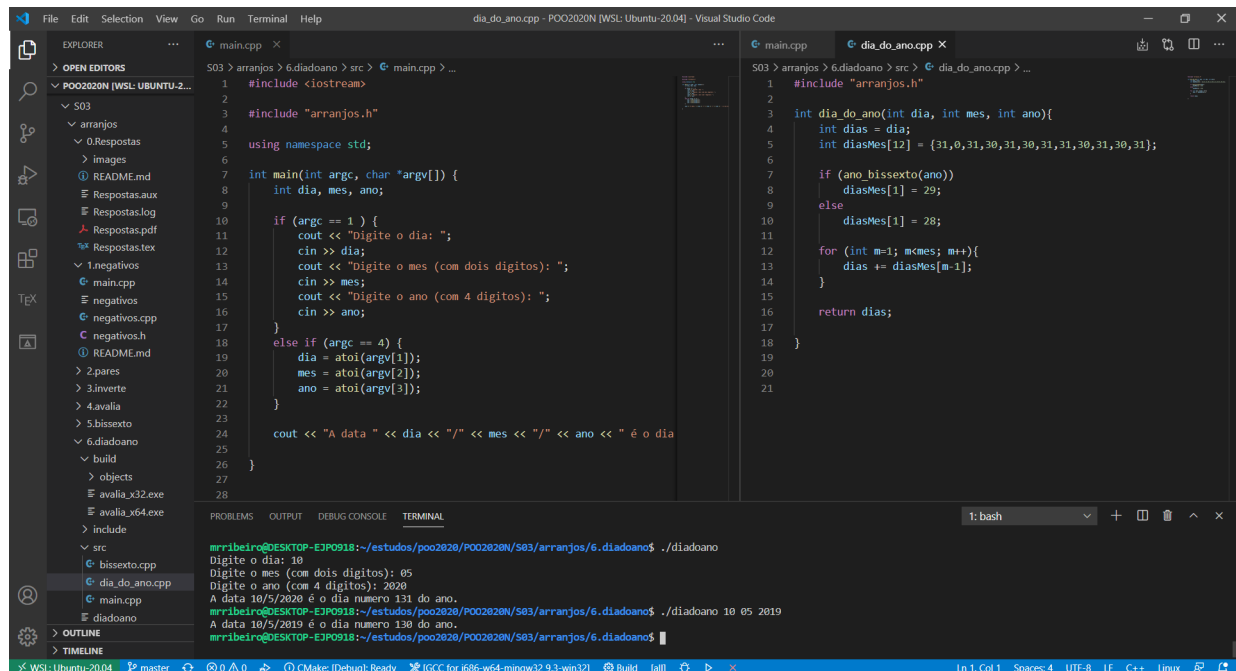 File Edit Selection View Go Run Terminal Help
dia_do_ano.cpp - POO2020N [WSL: Ubuntu-20.04] - Visual Studio Code
EXPLORER
OPEN EDITORS
POO2020N [WSL: UBUNTU-2...
S03
arranjos
0.Respostas
images
README.md
Respostas.aux
Respostas.log
Respostas.pdf
Respostas.tex
1.negativos
main.cpp
negativos
negativos.cpp
negativos.h
README.md
2.pares
3.inverte
4.avalia
5.bissexto
6.diadoano
build
objects
avalia_x32.exe
avalia_x64.exe
include
src
bissexto.cpp
dia_do_ano.cpp
main.cpp
diadoano
OUTLINE
TIMELINE
main.cpp
S03 > arranjos > 6.diadoano > src > main.cpp > ...
1 #include <iostream>
2
3 #include "arranjos.h"
4
5 using namespace std;
6
7 int main(int argc, char *argv[]) {
8 int dia, mes, ano;
9
10 if (argc == 1 ) {
11 cout << "Digite o dia: ";
12 cin >> dia;
13 cout << "Digite o mes (com dois digitos): ";
14 cin >> mes;
15 cout << "Digite o ano (com 4 digitos): ";
16 cin >> ano;
17 }
18 else if (argc == 4) {
19 dia = atoi(argv[1]);
20 mes = atoi(argv[2]);
21 ano = atoi(argv[3]);
22 }
23
24 cout << "A data " << dia << "/" << mes << "/" << ano << " é o dia
25
26 }
27
28
main.cpp dia_do_ano.cpp
S03 > arranjos > 6.diadoano > src > dia_do_ano.cpp > ...
1 #include "arranjos.h"
2
3 int dia_do_ano(int dia, int mes, int ano){
4 int dias = dia;
5 int diasMes[12] = {31,0,31,30,31,30,31,31,30,31,30,31};
6
7 if (ano_bissexto(ano))
8 diasMes[1] = 29;
9 else
10 diasMes[1] = 28;
11
12 for (int m=1; m<mes; m++){
13 dias += diasMes[m-1];
14 }
15
16 return dias;
17
18 }
19
20
21
PROBLEMS OUTPUT DEBUG CONSOLE TERMINAL
1: bash
mrribeiro@DESKTOP-EJPO918:~/estudos/poo2020/POO2020N/S03/arranjos/6.diadoano$ ./diadoano
Digite o dia: 10
Digite o mes (com dois digitos): 05
Digite o ano (com 4 digitos): 2020
A data 10/5/2020 é o dia numero 131 do ano.
mrribeiro@DESKTOP-EJPO918:~/estudos/poo2020/POO2020N/S03/arranjos/6.diadoano$ ./diadoano 10 05 2019
A data 10/5/2019 é o dia numero 130 do ano.
mrribeiro@DESKTOP-EJPO918:~/estudos/poo2020/POO2020N/S03/arranjos/6.diadoano$
WSL: Ubuntu-20.04 master 0 0 CMake: [Debug]: Ready [GCC for i686-w64-mingw32 9.3-win32] Build [all] Ln 1, Col 1 Spaces: 4 UTF-8 LF C++ Linux